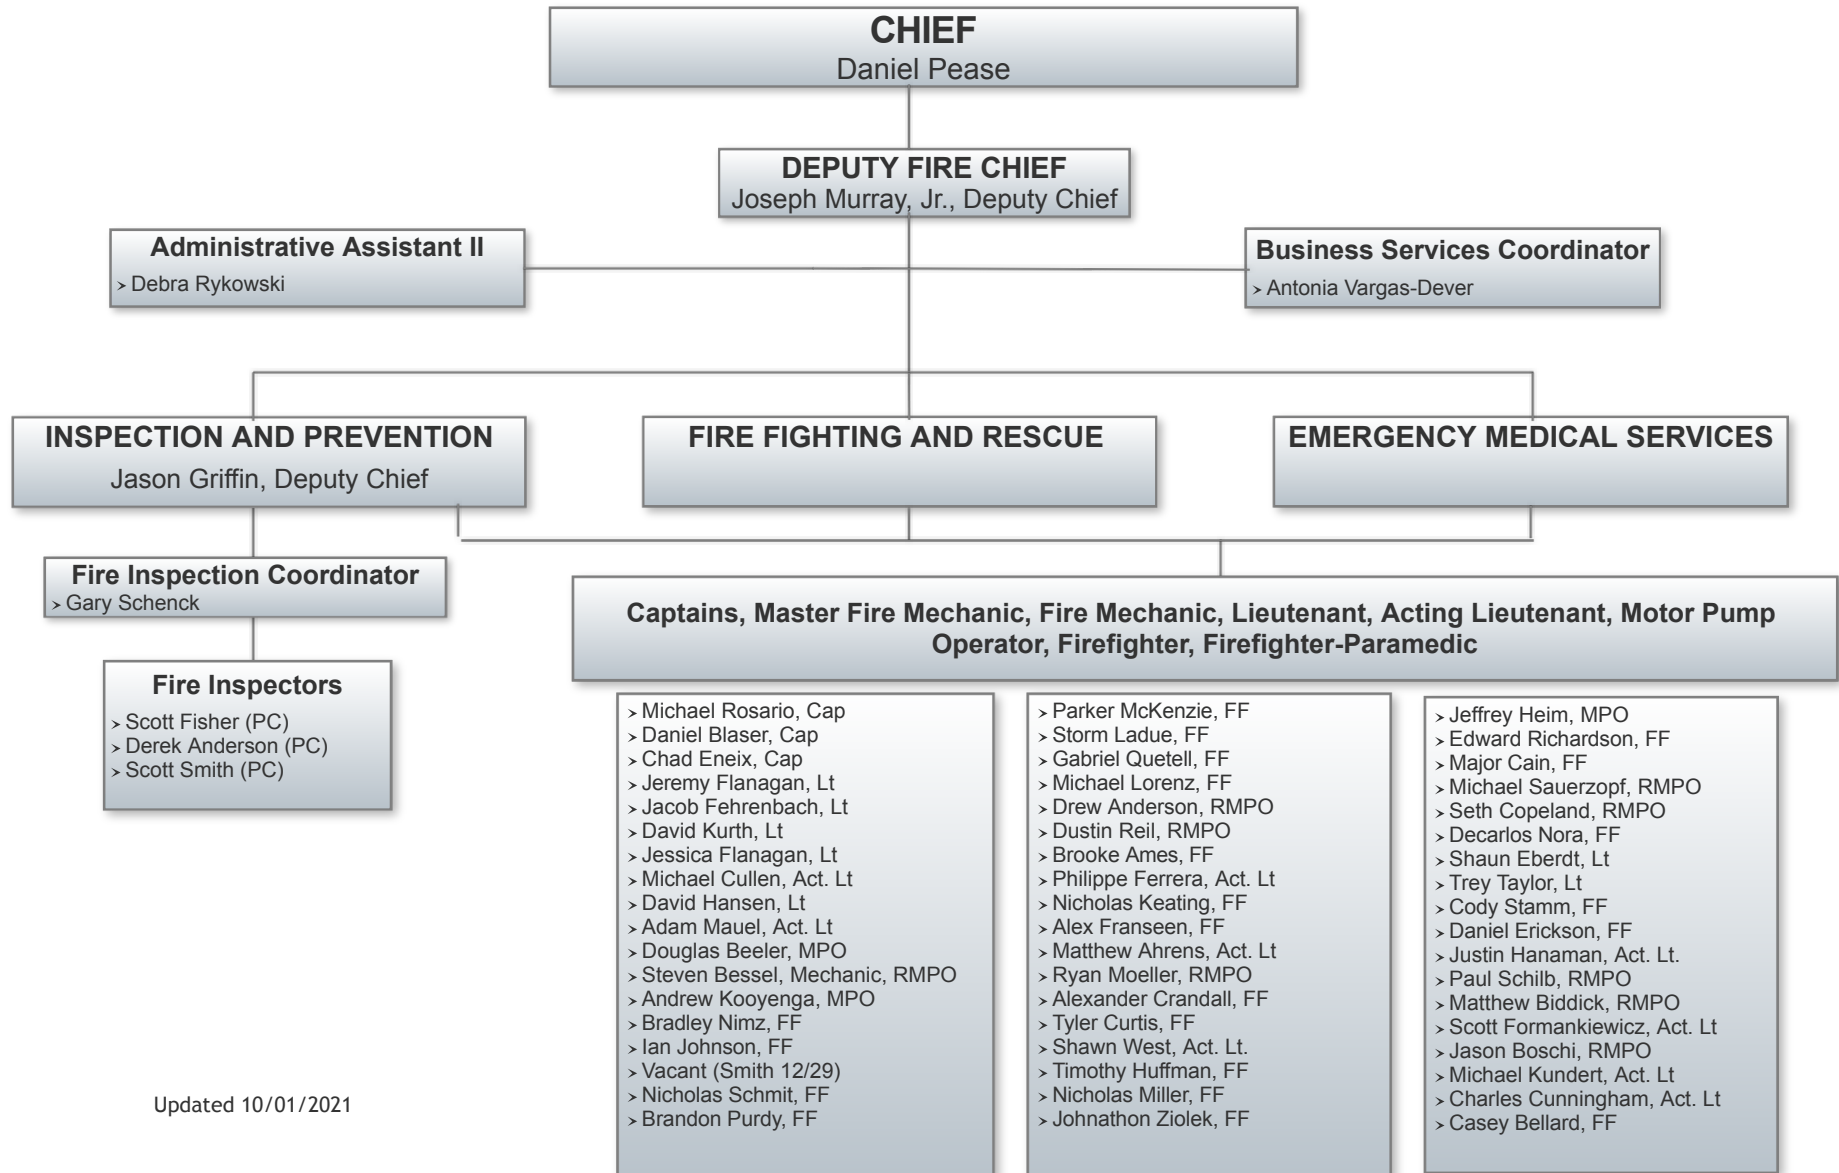 CHIEF
Daniel Pease
DEPUTY FIRE CHIEF
Joseph Murray, Jr., Deputy Chief
Administrative Assistant II
> Debra Rykowski
Business Services Coordinator
> Antonia Vargas-Dever
INSPECTION AND PREVENTION
Jason Griffin, Deputy Chief
FIRE FIGHTING AND RESCUE
EMERGENCY MEDICAL SERVICES
Fire Inspection Coordinator
> Gary Schenck
Fire Inspectors
> Scott Fisher (PC)
> Derek Anderson (PC)
> Scott Smith (PC)
Captains, Master Fire Mechanic, Fire Mechanic, Lieutenant, Acting Lieutenant, Motor Pump
Operator, Firefighter, Firefighter-Paramedic
> Michael Rosario, Cap
> Daniel Blaser, Cap
> Chad Eneix, Cap
> Jeremy Flanagan, Lt
> Jacob Fehrenbach, Lt
> David Kurth, Lt
> Jessica Flanagan, Lt
> Michael Cullen, Act. Lt
> David Hansen, Lt
> Adam Mauel, Act. Lt
> Douglas Beeler, MPO
> Steven Bessel, Mechanic, RMPO
> Andrew Kooyenga, MPO
> Bradley Nimz, FF
> Ian Johnson, FF
> Vacant (Smith 12/29)
> Nicholas Schmit, FF
> Brandon Purdy, FF
> Parker McKenzie, FF
> Storm Ladue, FF
> Gabriel Quetell, FF
> Michael Lorenz, FF
> Drew Anderson, RMPO
> Dustin Reil, RMPO
> Brooke Ames, FF
> Philippe Ferrera, Act. Lt
> Nicholas Keating, FF
> Alex Franseen, FF
> Matthew Ahrens, Act. Lt
> Ryan Moeller, RMPO
> Alexander Crandall, FF
> Tyler Curtis, FF
> Shawn West, Act. Lt.
> Timothy Huffman, FF
> Nicholas Miller, FF
> Johnathon Ziolek, FF
> Jeffrey Heim, MPO
> Edward Richardson, FF
> Major Cain, FF
> Michael Sauerzopf, RMPO
> Seth Copeland, RMPO
> Decarlos Nora, FF
> Shaun Eberdt, Lt
> Trey Taylor, Lt
> Cody Stamm, FF
> Daniel Erickson, FF
> Justin Hanaman, Act. Lt.
> Paul Schilb, RMPO
> Matthew Biddick, RMPO
> Scott Formankiewicz, Act. Lt
> Jason Boschi, RMPO
> Michael Kundert, Act. Lt
> Charles Cunningham, Act. Lt
> Casey Bellard, FF
Updated 10/01/2021